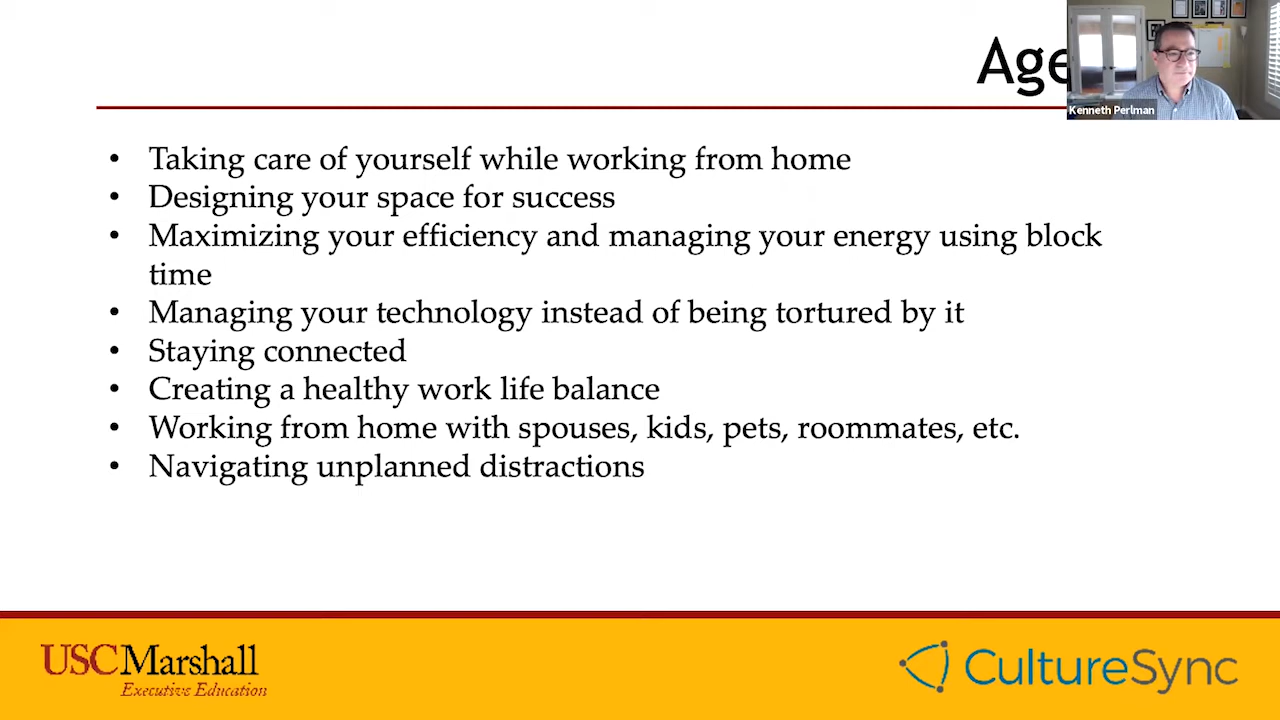 Age
Kenneth Perlman
• Taking care of yourself while working from home
• Designing your space for success
• Maximizing your efficiency and managing your energy using block
time
• Managing your technology instead of being tortured by it
• Staying connected
• Creating a healthy work life balance
• Working from home with spouses, kids, pets, roommates, etc.
• Navigating unplanned distractions
USCMarshall
Executive Education
CultureSync